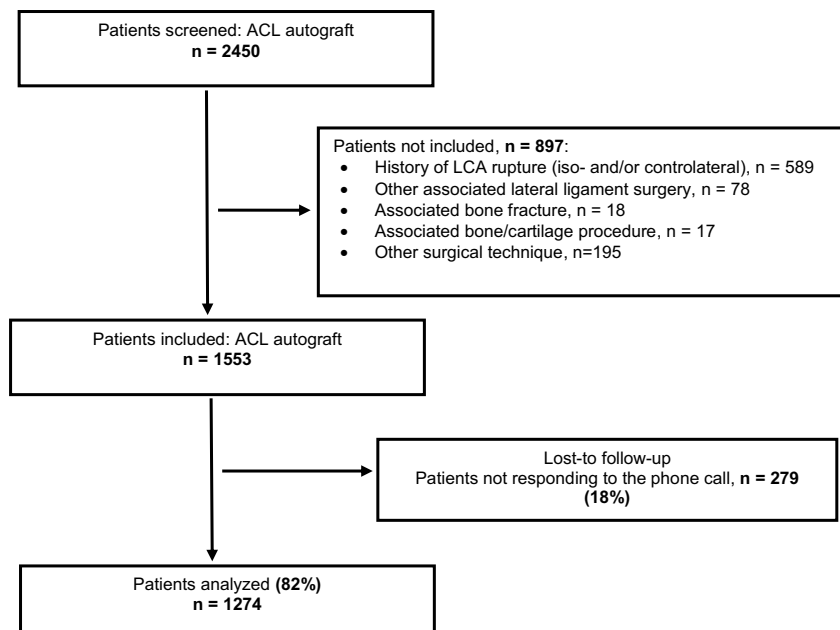 Patients screened: ACL autograft
n = 2450
Patients not included, n = 897:
• History of LCA rupture (iso- and/or controlateral), n = 589
• Other associated lateral ligament surgery, n = 78
• Associated bone fracture, n = 18
• Associated bone/cartilage procedure, n = 17
• Other surgical technique, n=195
Patients included: ACL autograft
n = 1553
Lost-to follow-up
Patients not responding to the phone call, n = 279
(18%)
Patients analyzed (82%)
n = 1274